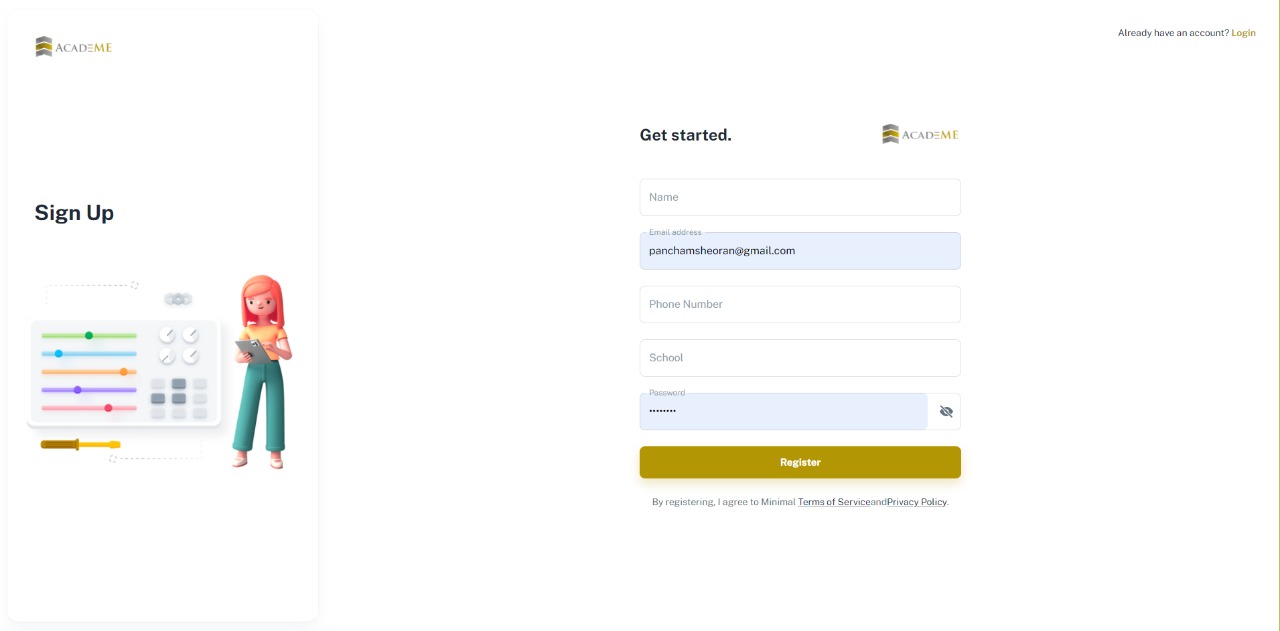 ACADEME
Already have an account? Login
Get started.
ACADEME
Sign Up
Name
Email address
panchamsheoran@gmail.com
Phone Number
School
Password
••••••••
Register
By registering, I agree to Minimal Terms of ServiceandPrivacy Policy.